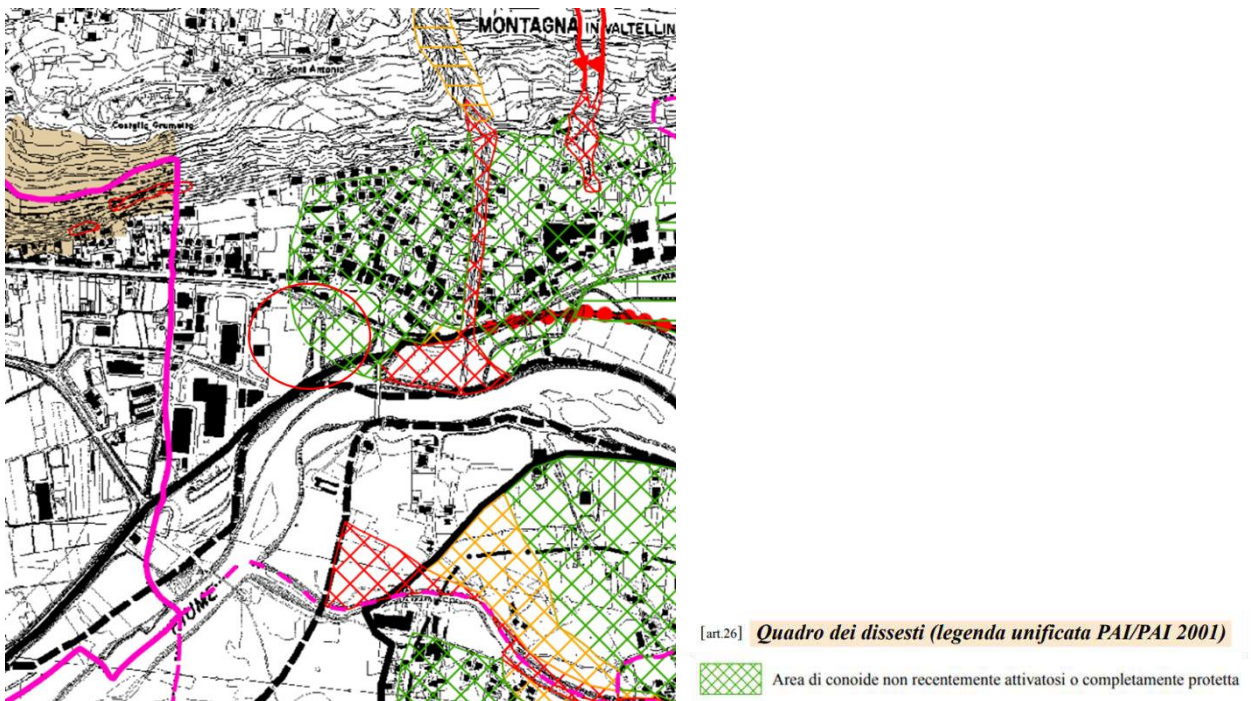 MONTAGNA IN VALTELLIN
Sant Antonio
Castello Grumello
FIUME
[art.26] Quadro dei dissesti (legenda unificata PAI/PAI 2001)
Area di conoide non recentemente attivatosi o completamente protetta